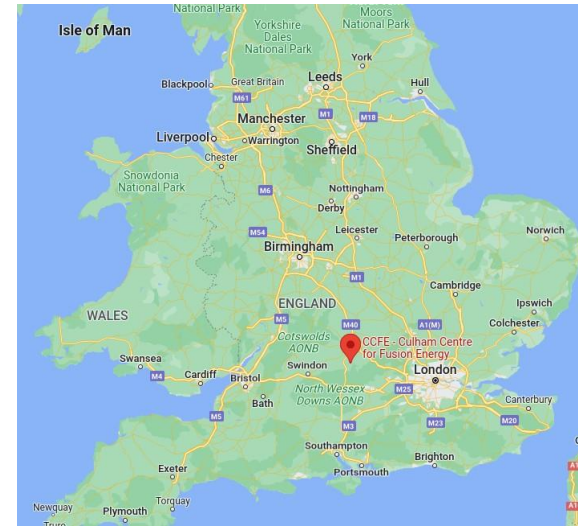 National Park
Moors
National Park
Isle of Man
Yorkshire
Dales
National Park
York
Leeds
Blackpool
Great Britain
Hull
M61
M1
Manchester
M18
Liverpool
Warrington
Sheffield
Chester
Snowdonia
National Park
M6
Nottingham
Derby
M54
Leicester
Peterborough
Norwich
Birmingham
M1
Cambridge
ENGLAND
WALES
M5
M40
A1(M)
Ipswich
Colchester
Cotswolds
AONB
CCFE - Culham Centre
for Fusion Energy
Swansea
M4
Cardiff
Swindon
London
Bristol
North Wessex
Downs AONB
M25
Bath
Canterbury
M5
M3
M23
M20
Southampton
Brighton
Portsmouth
Exeter
Torquay
Newquay
Plymouth
Truro